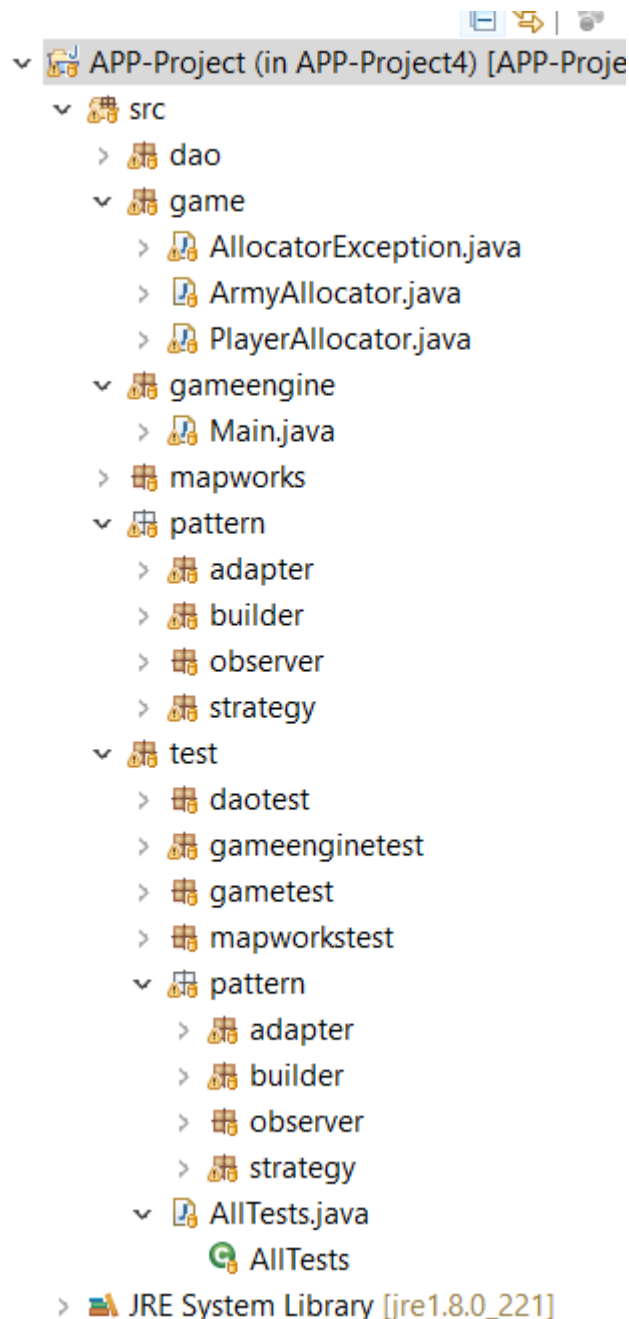 APP-Project (in APP-Project4) [APP-Proje
src
dao
game
AllocatorException.java
ArmyAllocator.java
PlayerAllocator.java
gameengine
Main.java
mapworks
pattern
adapter
builder
observer
strategy
test
daotest
gameenginetest
gametest
mapworkstest
pattern
adapter
builder
observer
strategy
AllTests.java
AllTests
JRE System Library [jre1.8.0_221]